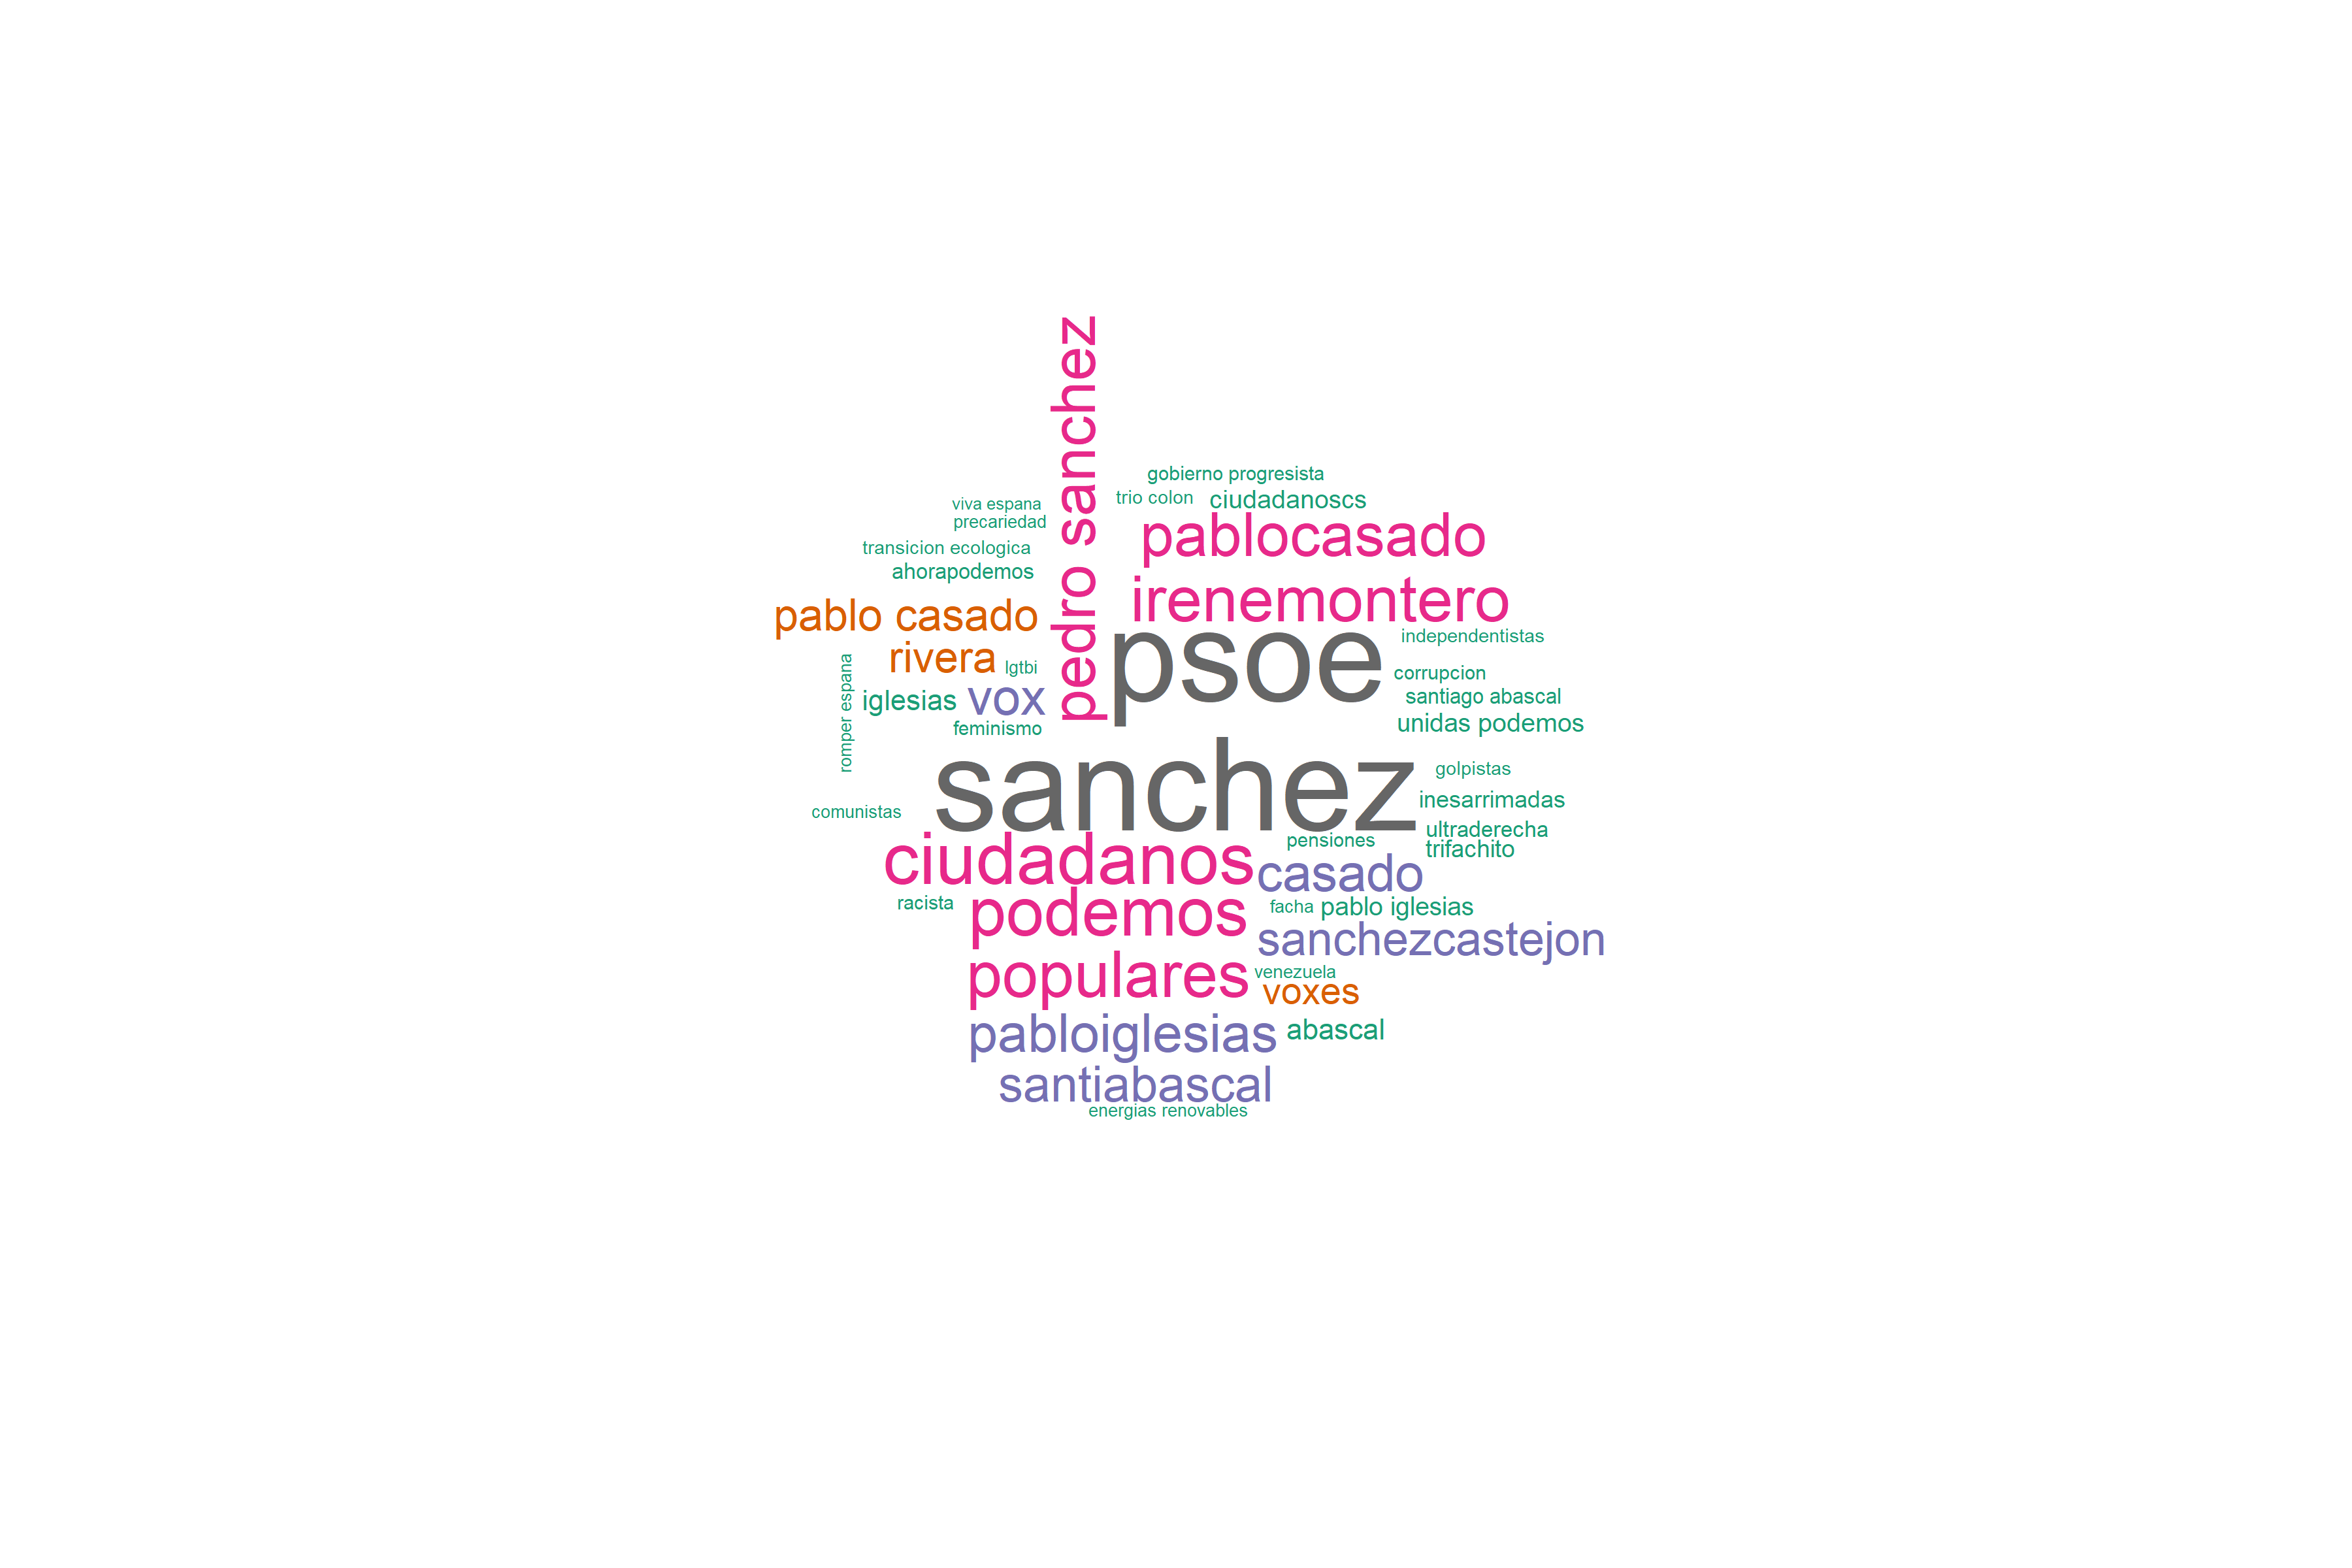 pedro sanchez
gobierno progresista
trio colon
ciudadanoscs
viva espana
precariedad
pablocasado
transicion ecologica
ahorapodemos
irenemontero
pablo casado
psoe
independentistas
rivera
lgtbi
corrupcion
santiago abascal
iglesias
vox
unidas podemos
feminismo
romper espana
sanchez
golpistas
inesarrimadas
comunistas
ultraderecha
pensiones
trifachito
ciudadanos
casado
racista
podemos
facha
pablo iglesias
sanchezcastejon
populares
venezuela
voxes
pabloiglesias
abascal
santiabascal
energias renovables